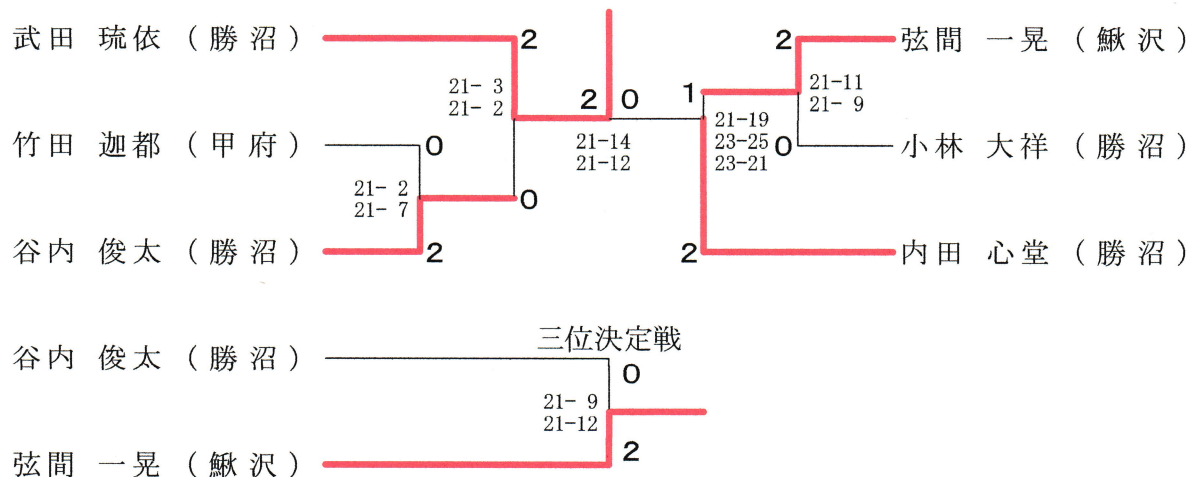 武田 琉依 (勝沼)
2
21- 3
21- 2
竹田 迦都 (甲府)
0
21- 2
21- 7
0
谷内 俊太 (勝沼)
2
2
0
21-14
21-12
2
弦間 一晃 (鰍沢)
21-11
21- 9
1
21-19
23-25
23-21
0
小林 大祥 (勝沼)
2
内田 心堂 (勝沼)
三位決定戦
谷内 俊太 (勝沼)
0
21- 9
21-12
弦間 一晃 (鰍沢)
2